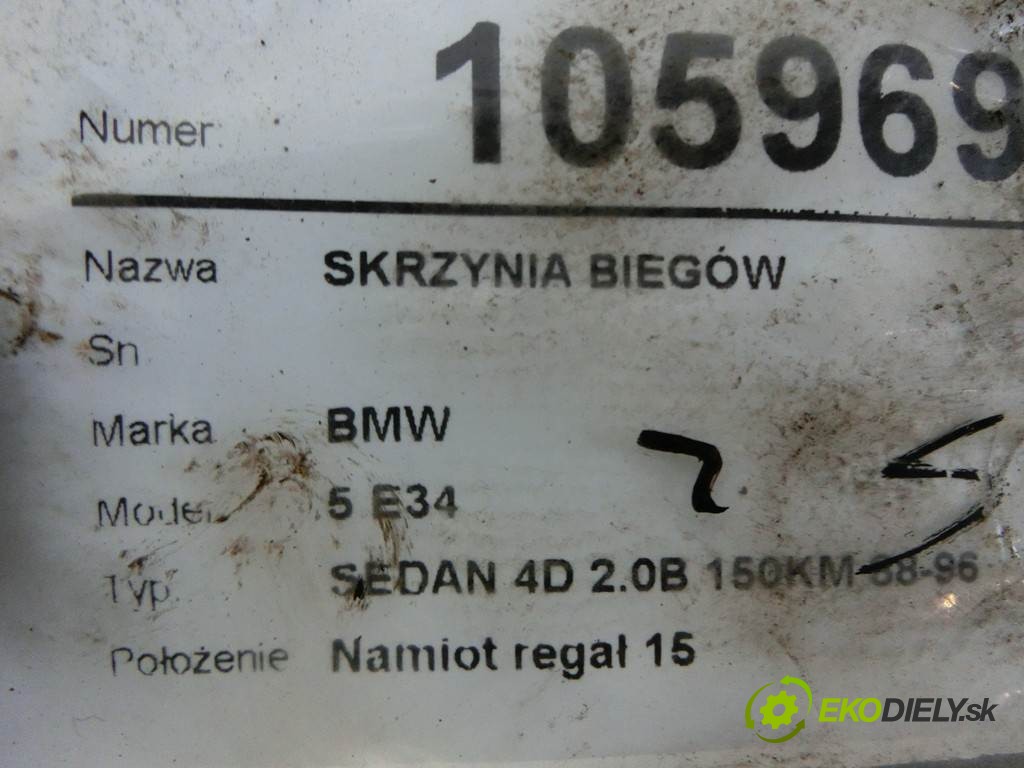 Numer 105969
Nazwa SKRZYNIA BIEGÓW
Sn
Marka BMW
Model 5 E34
Typ SEDAN 4D 2.0B 150KM 88-96
Położenie Namiot regał 15
EKODIELY.sk